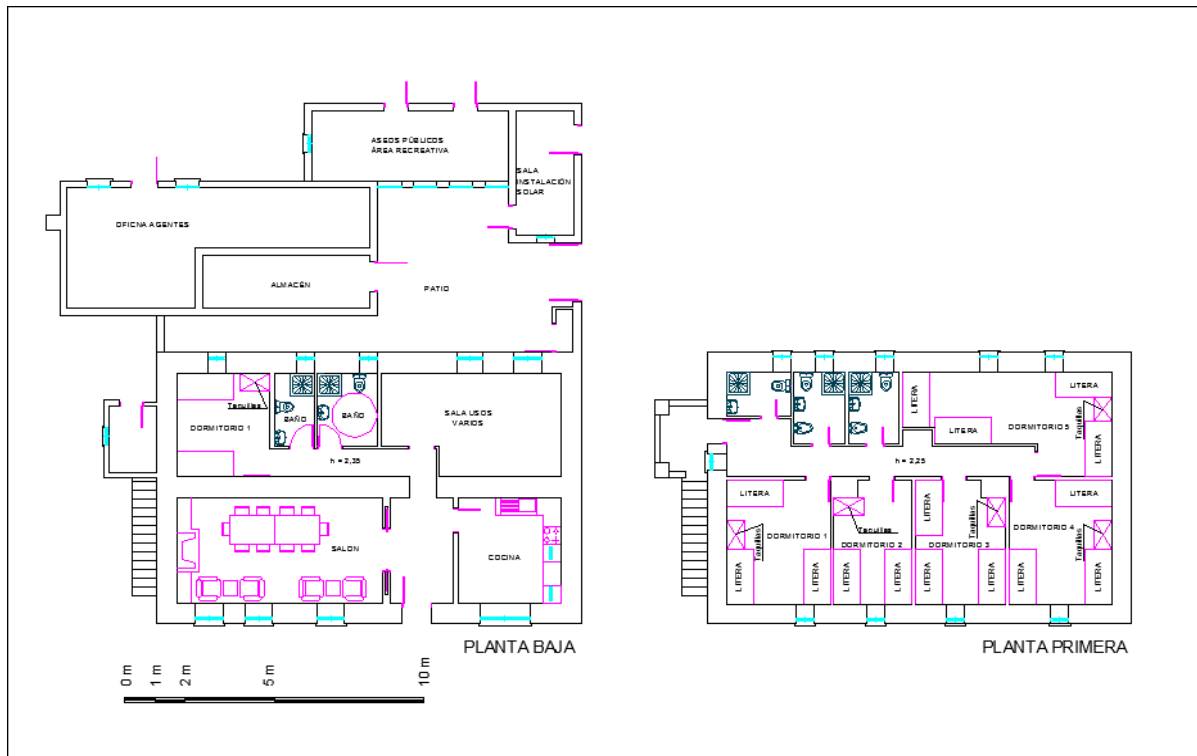 ASEOS PÚBLICOS
ÁREA RECREATIVA
SALA
INSTALACIÓN
SOLAR
OFICINA AGENTES
ALMACÉN
PATIO
Taquillas
DORMITORIO 1
BAÑO
BAÑO
SALA USOS
VARIOS
h = 2,35
SALON
COCINA
PLANTA BAJA
0 m
1 m
2 m
5 m
10 m
LITERA
LITERA
LITERA
Taquillas
DORMITORIO 5
LITERA
h = 2,25
LITERA
Taquillas
DORMITORIO 1
LITERA
LITERA
Taquillas
DORMITORIO 2
LITERA
LITERA
LITERA
Taquillas
DORMITORIO 3
LITERA
LITERA
LITERA
Taquillas
DORMITORIO 4
LITERA
LITERA
PLANTA PRIMERA